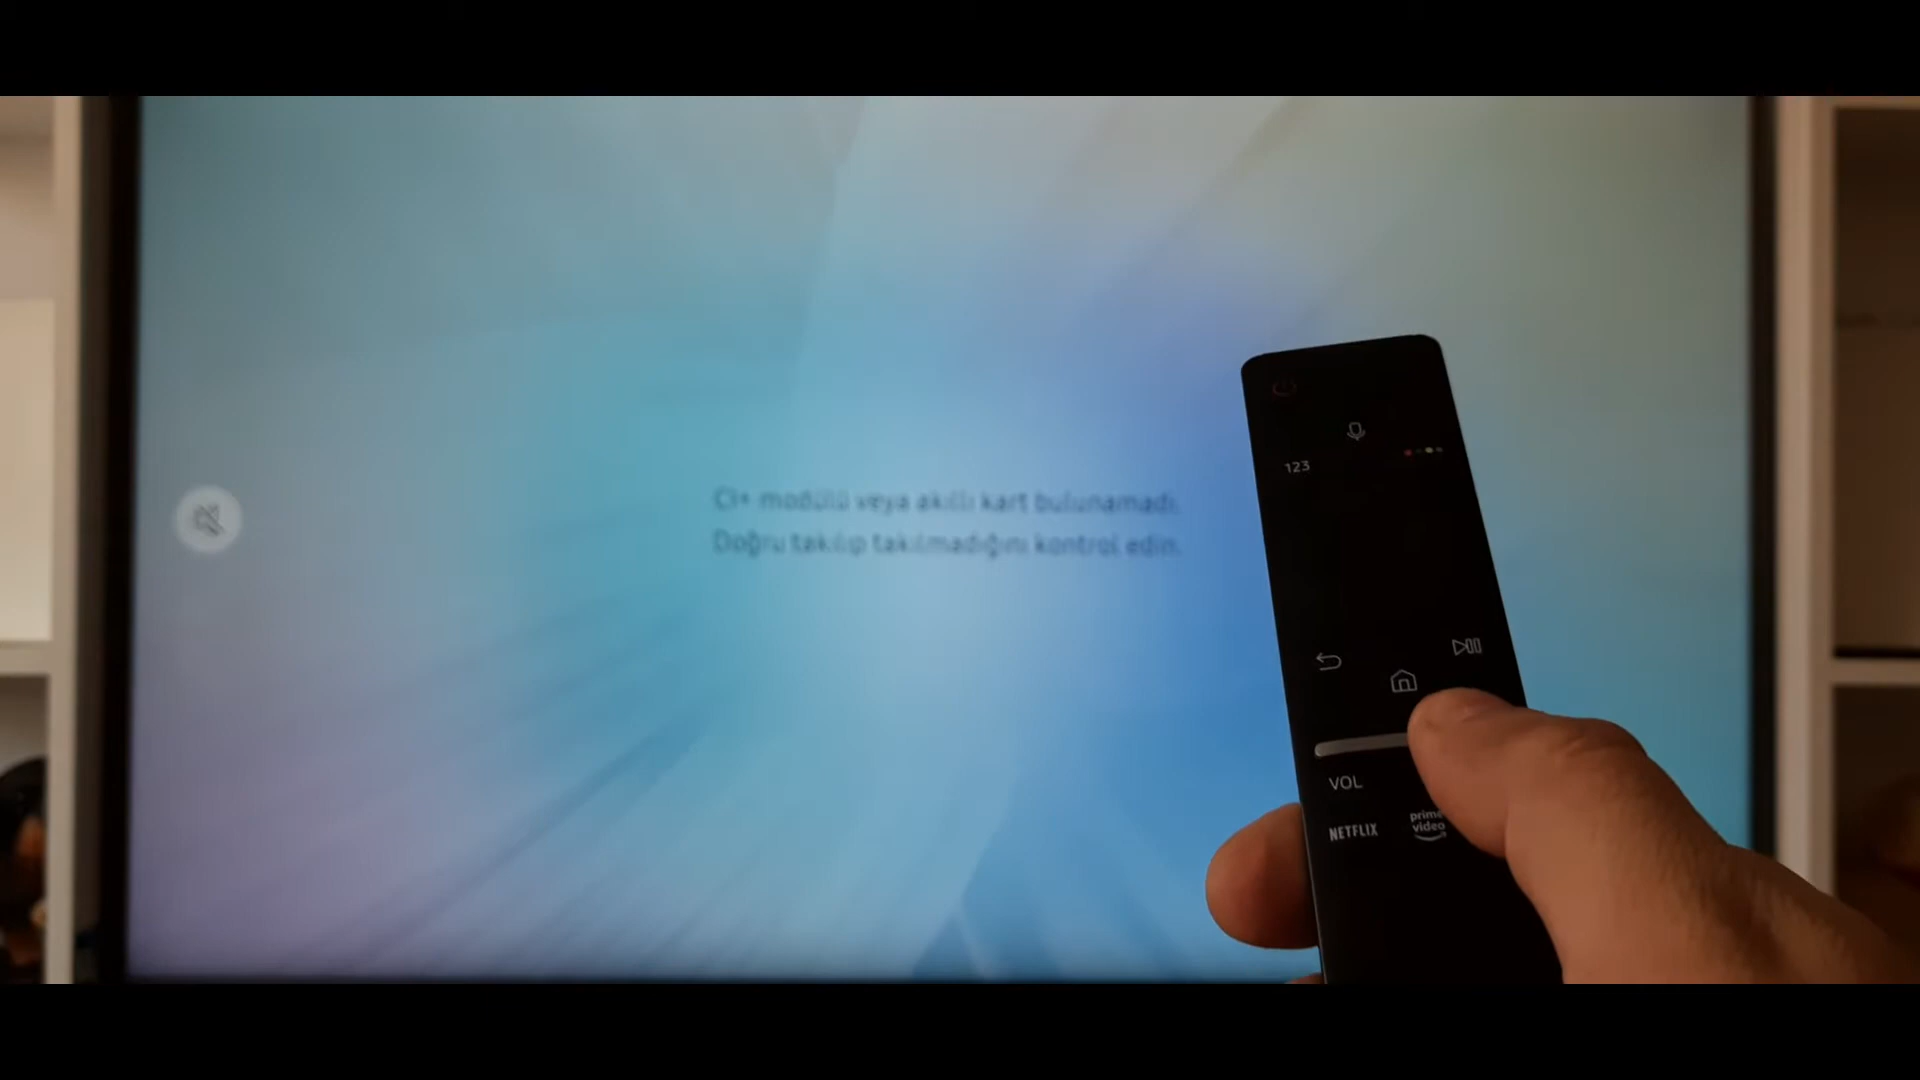 CI+ modülü veya akıllı kart bulunamadı.
Doğru takılıp takılmadığını kontrol edin.
123
VOL
NETFLIX
prime video